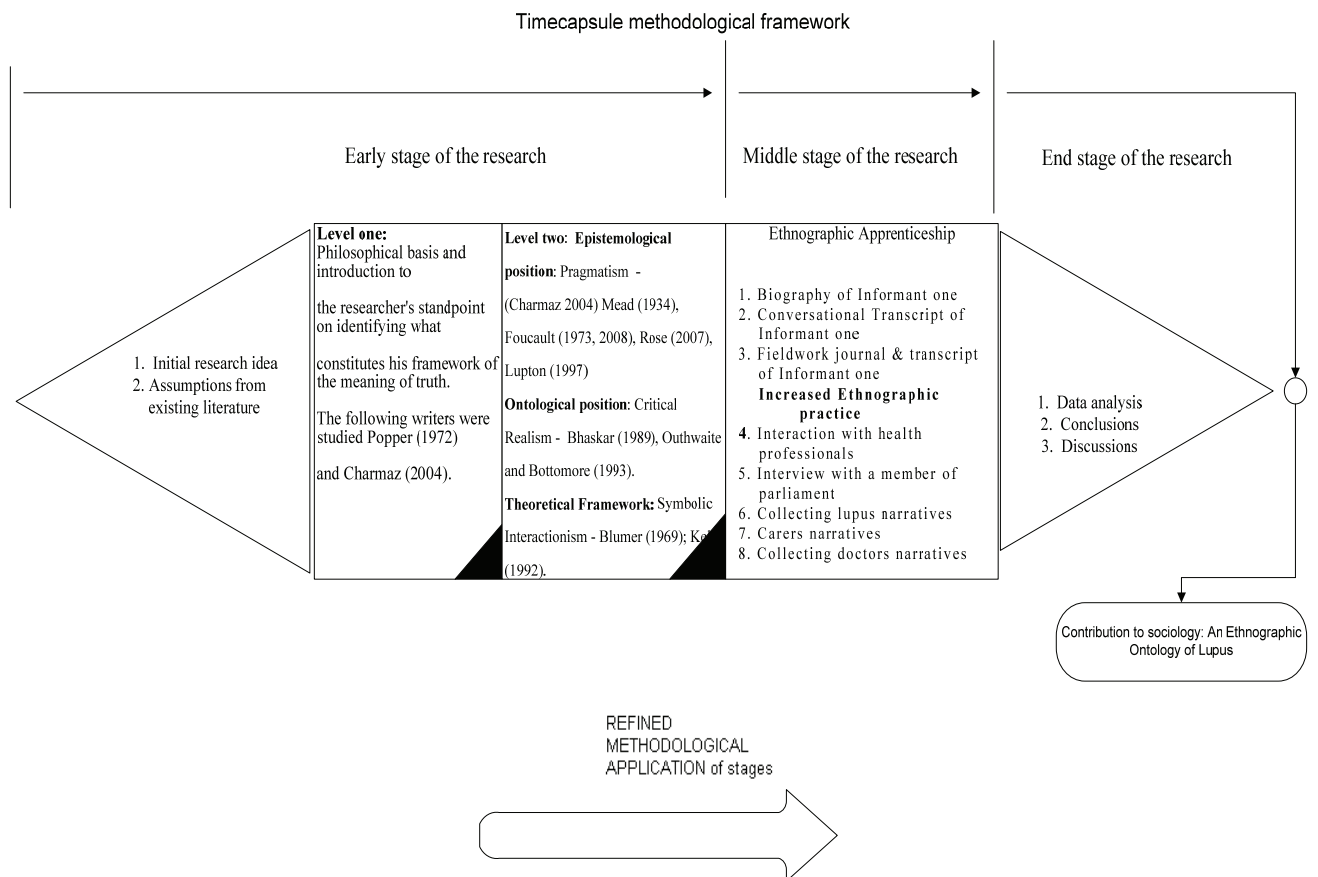 Timecapsule methodological framework
Early stage of the research
Middle stage of the research
End stage of the research
1. Initial research idea
2. Assumptions from
existing literature
Level one:
Philosophical basis and
introduction to
the researcher's standpoint
on identifying what
constitutes his framework of
the meaning of truth.
The following writers were
studied Popper (1972)
and Charmaz (2004).
Level two: Epistemological
position: Pragmatism -
(Charmaz 2004) Mead (1934),
Foucault (1973, 2008), Rose (2007),
Lupton (1997)
Ontological position: Critical
Realism - Bhaskar (1989), Outhwaite
and Bottomore (1993).
Theoretical Framework: Symbolic
Interactionism - Blumer (1969);
(1992).
Ethnographic Apprenticeship
1. Biography of Informant one
2. Conversational Transcript of
Informant one
3. Fieldwork journal & transcript
of Informant one
Increased Ethnographic
practice
4. Interaction with health
professionals
5. Interview with a member of
parliament
6. Collecting lupus narratives
7. Carers narratives
8. Collecting doctors narratives
1. Data analysis
2. Conclusions
3. Discussions
Contribution to sociology: An Ethnographic
Ontology of Lupus
REFINED
METHODOLOGICAL
APPLICATION of stages